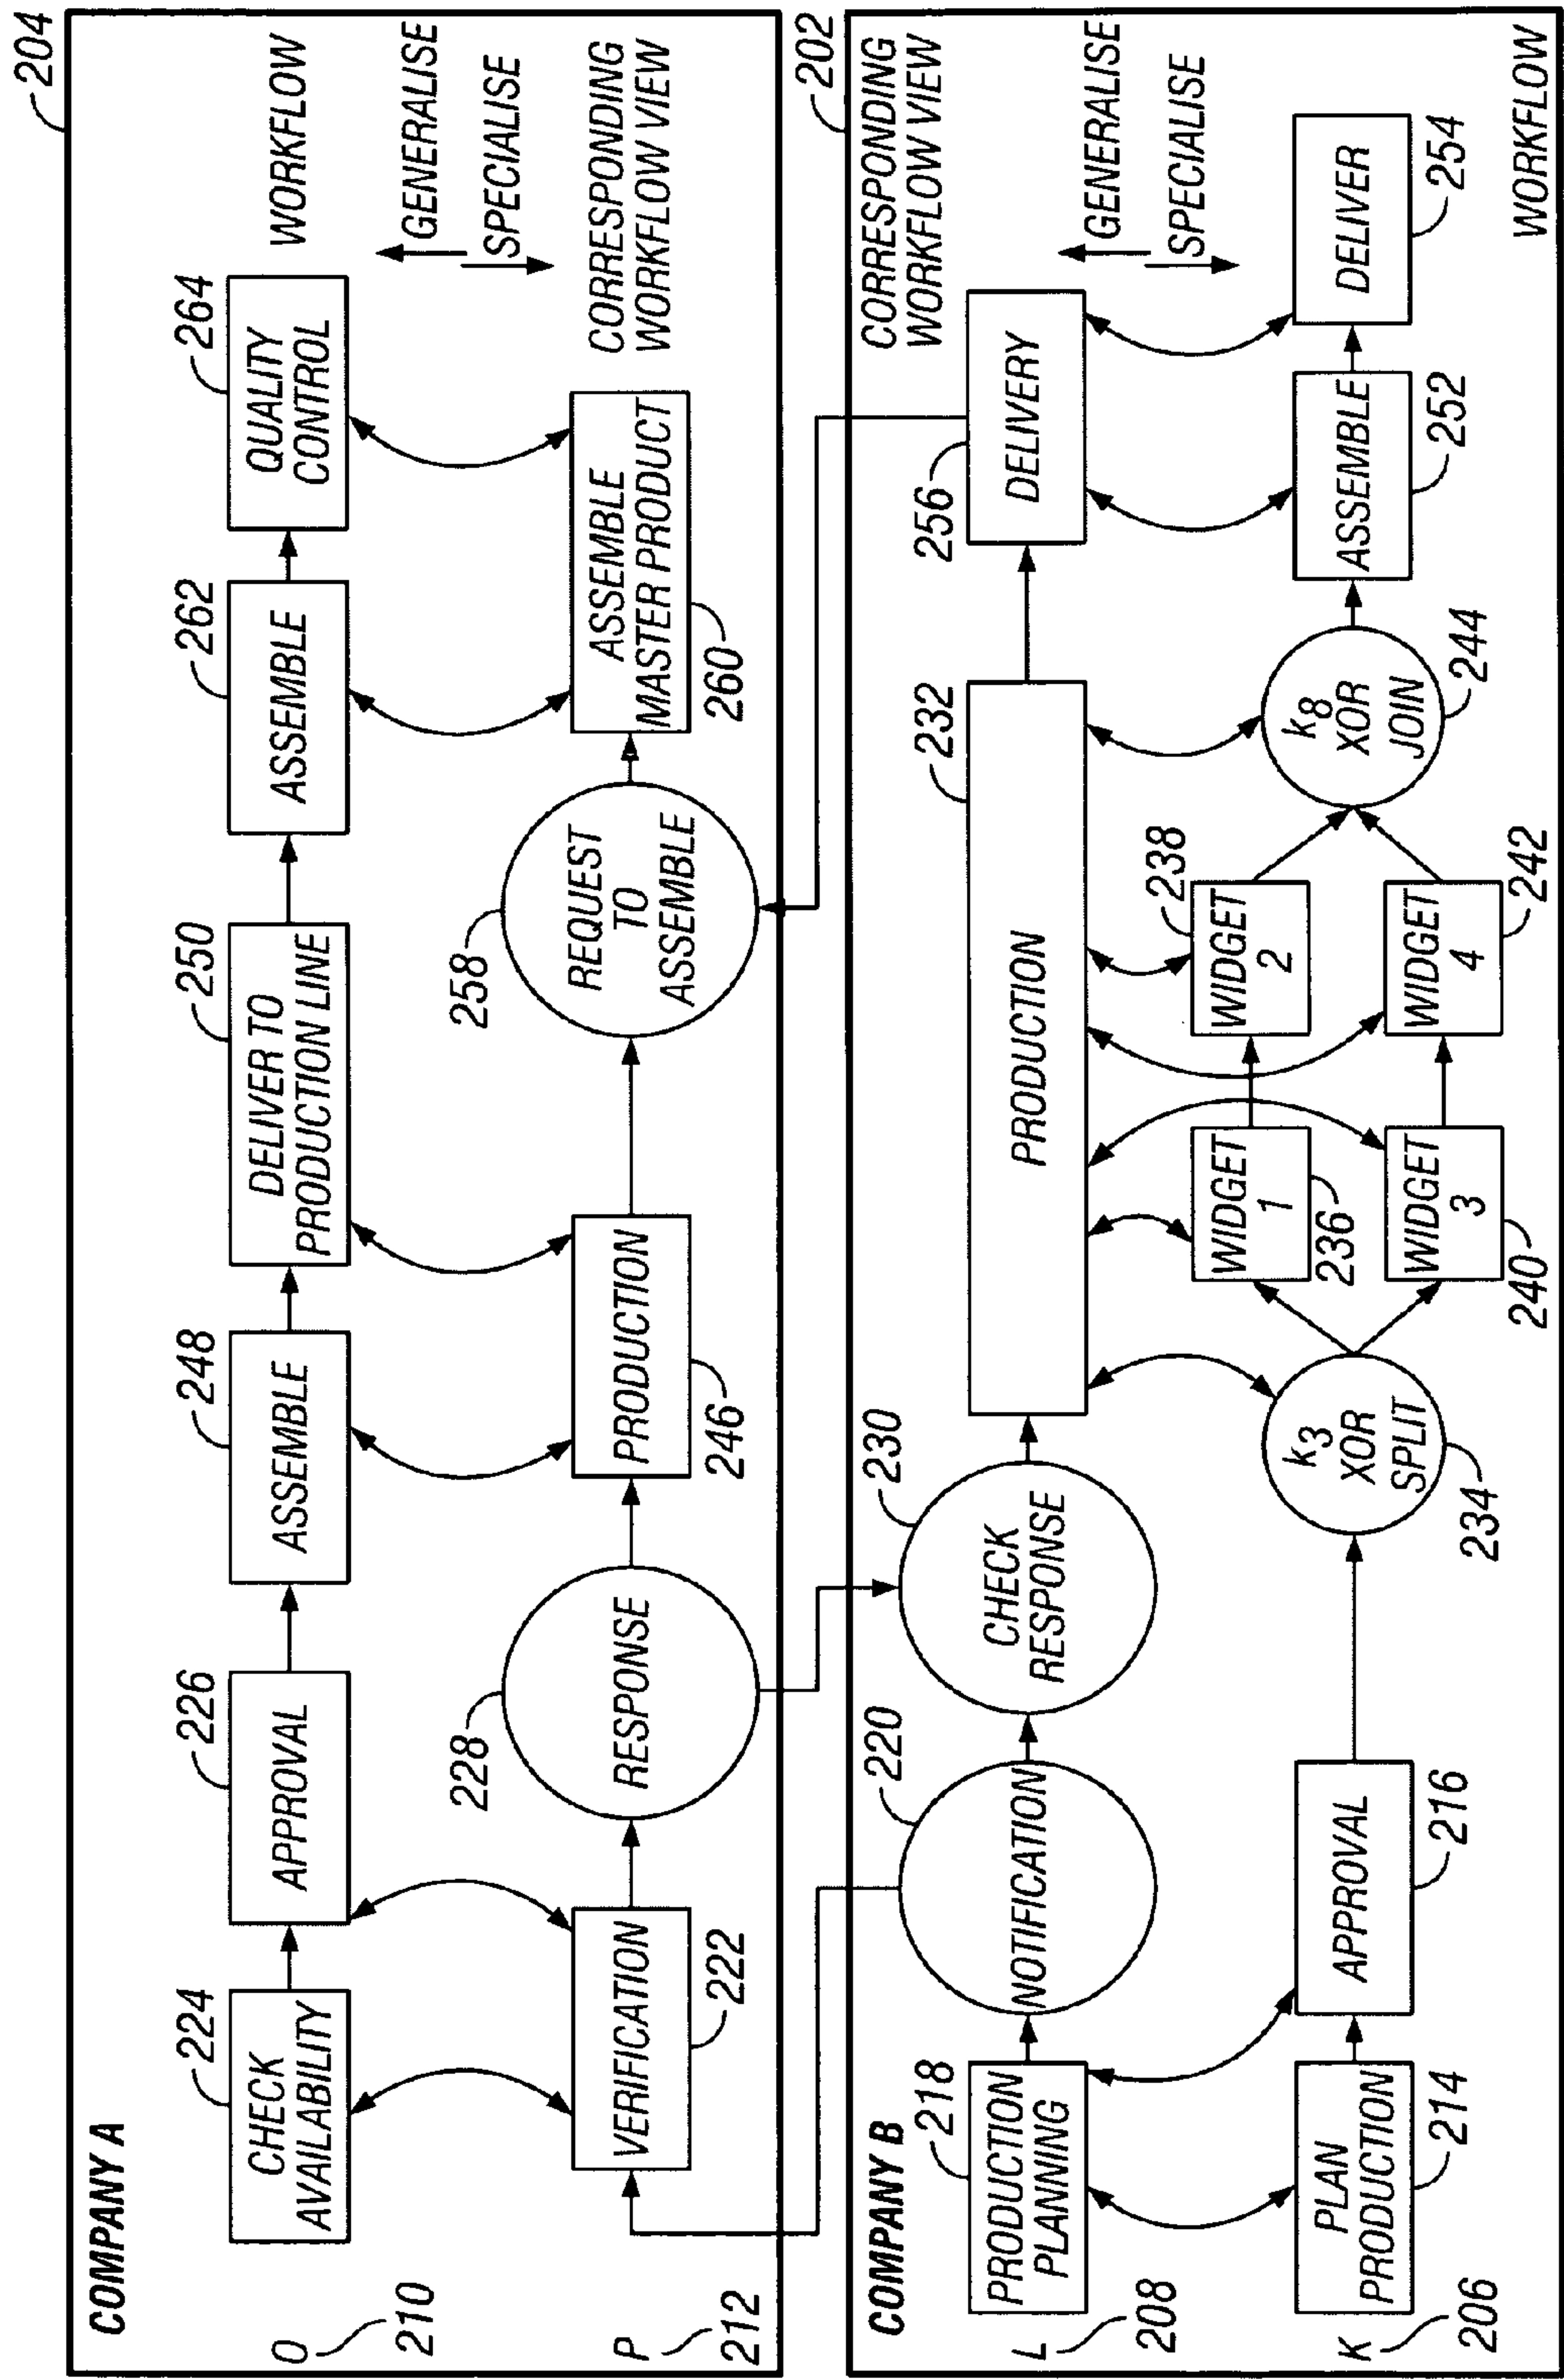 204
COMPANY A
O
210
224
CHECK
AVAILABILITY
226
APPROVAL
248
ASSEMBLE
250
DELIVER TO
PRODUCTION LINE
262
ASSEMBLE
264
QUALITY
CONTROL
WORKFLOW
GENERALISE
SPECIALISE
P
212
VERIFICATION
222
228
RESPONSE
PRODUCTION
246
258
REQUEST
TO
ASSEMBLE
ASSEMBLE
MASTER PRODUCT
260
CORRESPONDING
WORKFLOW VIEW
202
COMPANY B
L
208
218
PRODUCTION
PLANNING
220
NOTIFICATION
230
CHECK
RESPONSE
232
PRODUCTION
256
DELIVERY
CORRESPONDING
WORKFLOW VIEW
GENERALISE
SPECIALISE
K
206
PLAN
PRODUCTION
214
APPROVAL
216
k3
XOR
SPLIT
234
WIDGET
1
236
238
WIDGET
2
WIDGET
3
240
WIDGET
4
242
k8
XOR
JOIN
244
ASSEMBLE
252
DELIVER
254
WORKFLOW